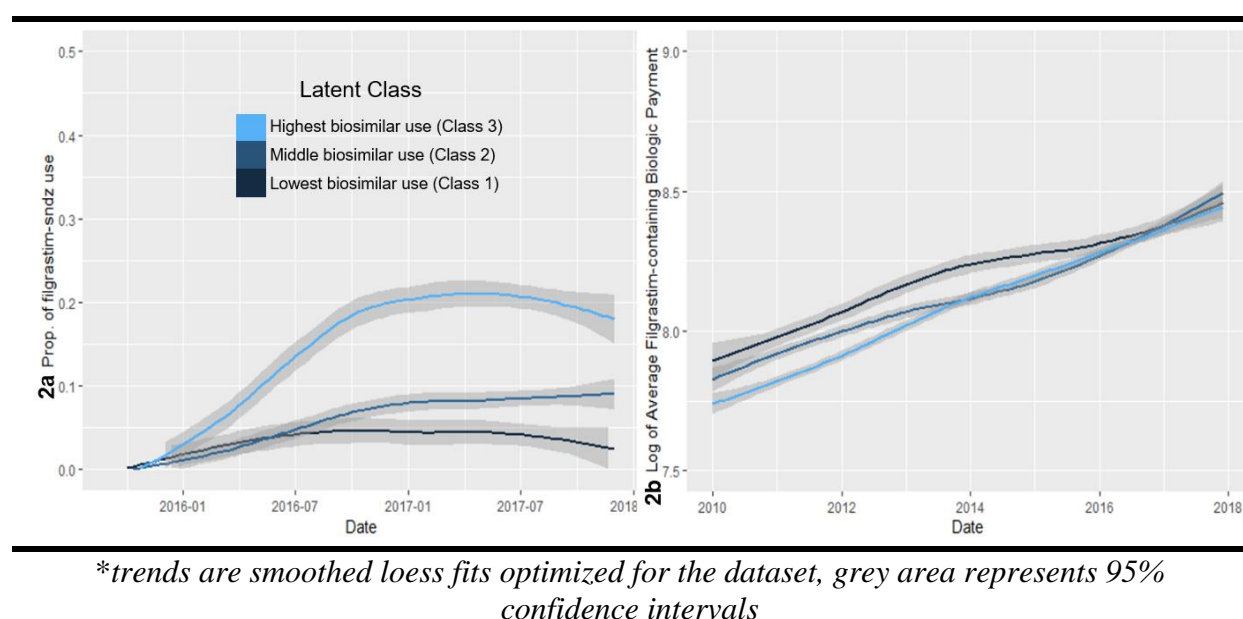 2a Prop. of filgrastim-sndz use
0.5
0.4
0.3
0.2
0.1
0.0
Latent Class
Highest biosimilar use (Class 3)
Middle biosimilar use (Class 2)
Lowest biosimilar use (Class 1)
2016-01 2016-07 2017-01 2017-07 2018
Date
2b Log of Average Filgrastim-containing Biologic Payment
9.0
8.5
8.0
7.5
2010 2012 2014 2016 2018
Date
*trends are smoothed loess fits optimized for the dataset, grey area represents 95%
confidence intervals